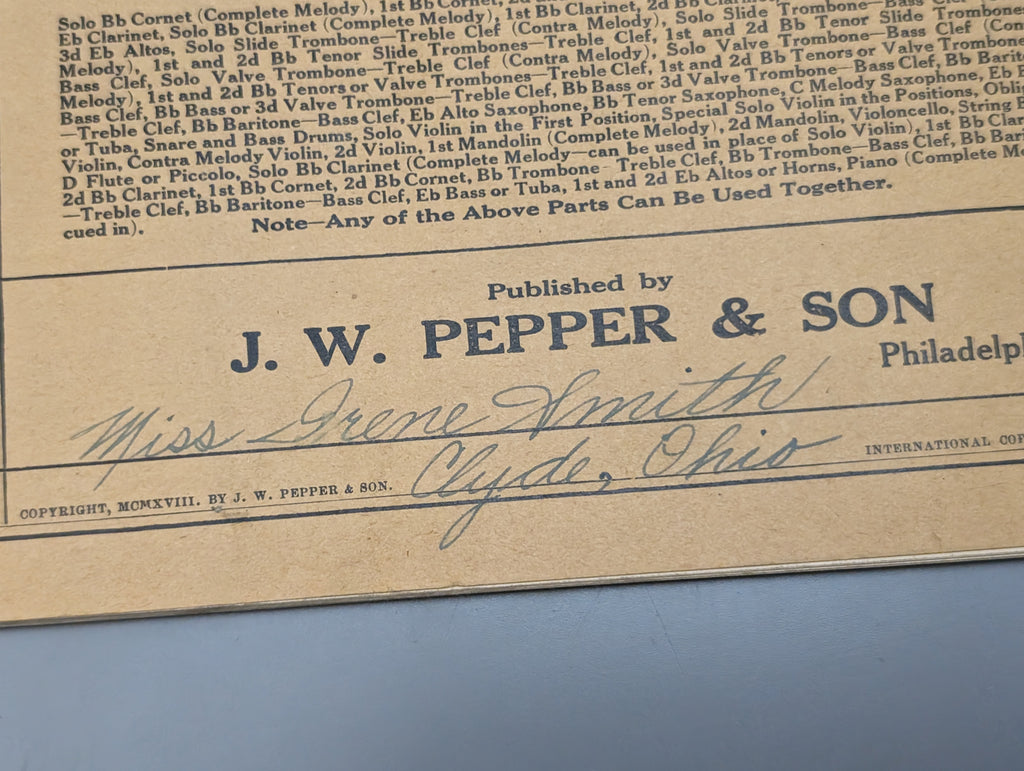 Solo Bb Cornet (Complete Melody), 1st Bb Cornet, 2d
Eb Clarinet, Solo Bb Clarinet (Complete Melody), 1st Bb Clarinet, 2d Bb
3d Eb Altos, Solo Slide Trombone—Treble Clef (Contra Melody), Solo Slide Trombone—Bass Clef
Melody), 1st and 2d Bb Tenor Slide Trombones—Treble Clef, 1st and 2d Bb Tenor Slide Trombones
Bass Clef, Solo Valve Trombone—Treble Clef (Contra Melody), Solo Valve Trombone—Bass Clef
Melody), 1st and 2d Bb Tenors or Valve Trombones—Treble Clef, 1st and 2d Bb Tenors or Valve Trombones
Bass Clef, Bb Bass or 3d Valve Trombone—Treble Clef, Bb Bass or 3d Valve Trombone—Bass Clef, Bb
—Treble Clef, Bb Baritone—Bass Clef, Eb Alto Saxophone, Bb Tenor Saxophone, C Melody Saxophone, Eb
or Tuba, Snare and Bass Drums, Solo Violin in the First Position, Special Solo Violin in the Positions,
Violin, Contra Melody Violin, 2d Violin, 1st Mandolin (Complete Melody), 2d Mandolin, Violoncello, String
D Flute or Piccolo, Solo Bb Clarinet (Complete Melody—can be used in place of Solo Violin), 1st Bb
2d Bb Clarinet, 1st Bb Cornet, 2d Bb Cornet, Bb Trombone—Treble Clef, Bb Trombone—Bass Clef, Bb
—Treble Clef, Bb Baritone—Bass Clef, Eb Bass or Tuba, 1st and 2d Eb Altos or Horns, Piano (Complete
cued in). Note—Any of the Above Parts Can Be Used Together.
Published by
J. W. PEPPER & SON
Philadelph
Miss Irene Smith
Clyde, Ohio
COPYRIGHT, MCMXVIII. BY J. W. PEPPER & SON. INTERNATIONAL